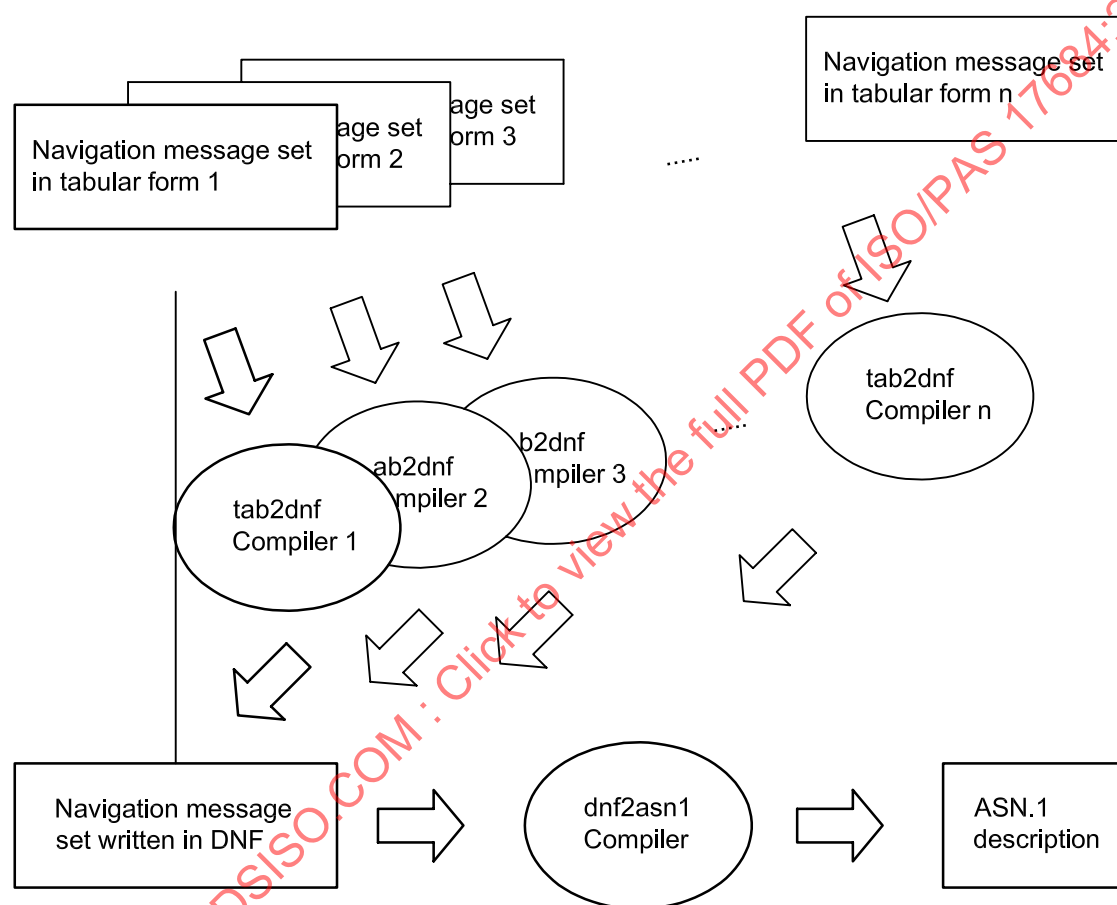 Navigation message set
in tabular form n
age set
orm 3
age set
orm 2
Navigation message set
in tabular form 1
.....
tab2dnf
Compiler n
.....
b2dnf
mpiler 3
ab2dnf
mpiler 2
tab2dnf
Compiler 1
Navigation message
set written in DNF
dnf2asn1
Compiler
ASN.1
description
DSISO.COM : Click to view the full PDF of ISO/PAS 17684: